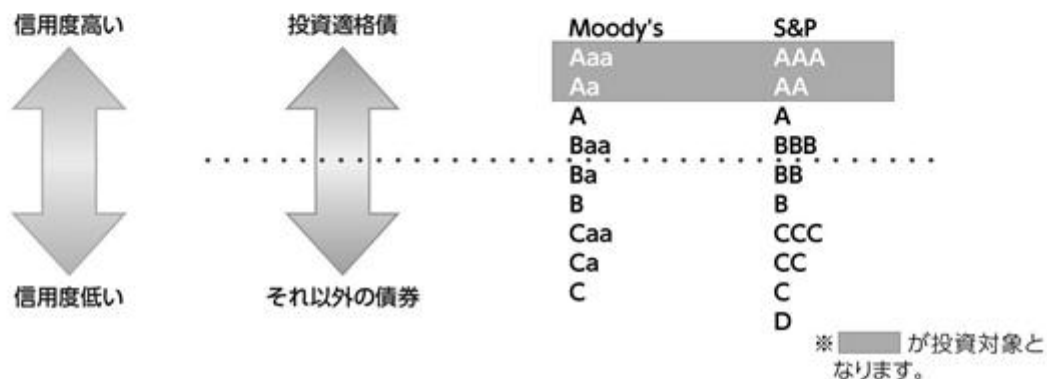 信用度高い
投資適格債
Moody's S&P
Aaa AAA
Aa AA
A A
Baa BBB
Ba BB
B B
Caa CCC
Ca CC
C C
D
信用度低い
それ以外の債券
※ が投資対象と
なります。